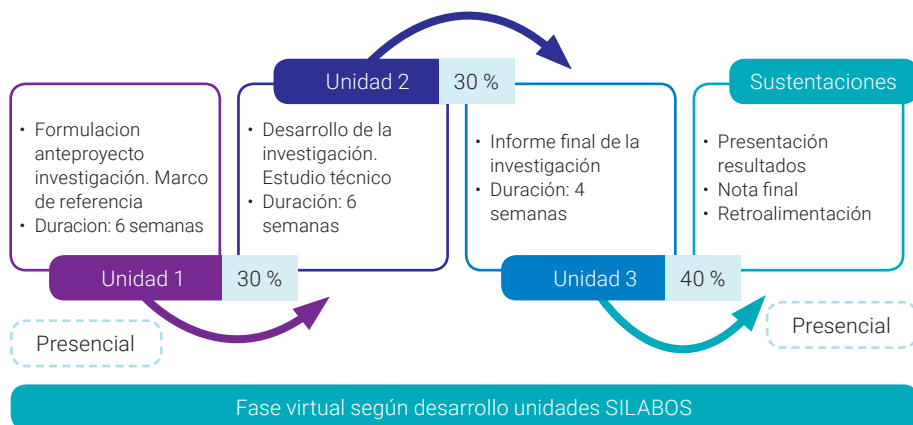 • Formulacion
anteproyecto
investigación. Marco
de referencia
• Duracion: 6 semanas
Unidad 1 30 %
Presencial
Unidad 2 30 %
• Desarrollo de la
investigación.
Estudio técnico
• Duración: 6
semanas
• Informe final de la
investigación
• Duración: 4
semanas
Unidad 3 40 %
Sustentaciones
• Presentación
resultados
• Nota final
• Retroalimentación
Presencial
Fase virtual según desarrollo unidades SILABOS